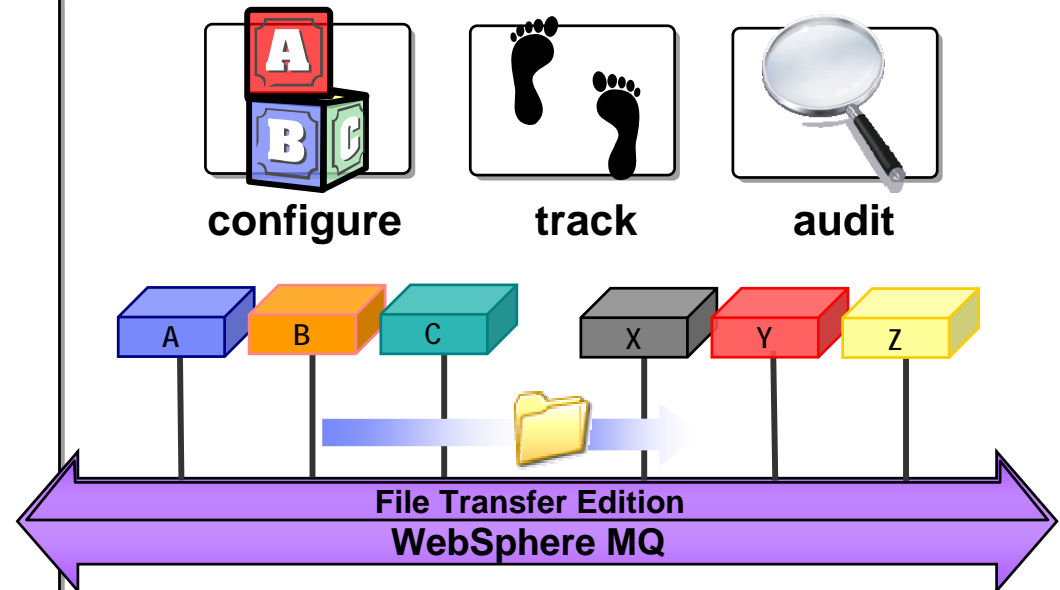 A
B C
configure track audit
A B C X Y Z
File Transfer Edition
WebSphere MQ